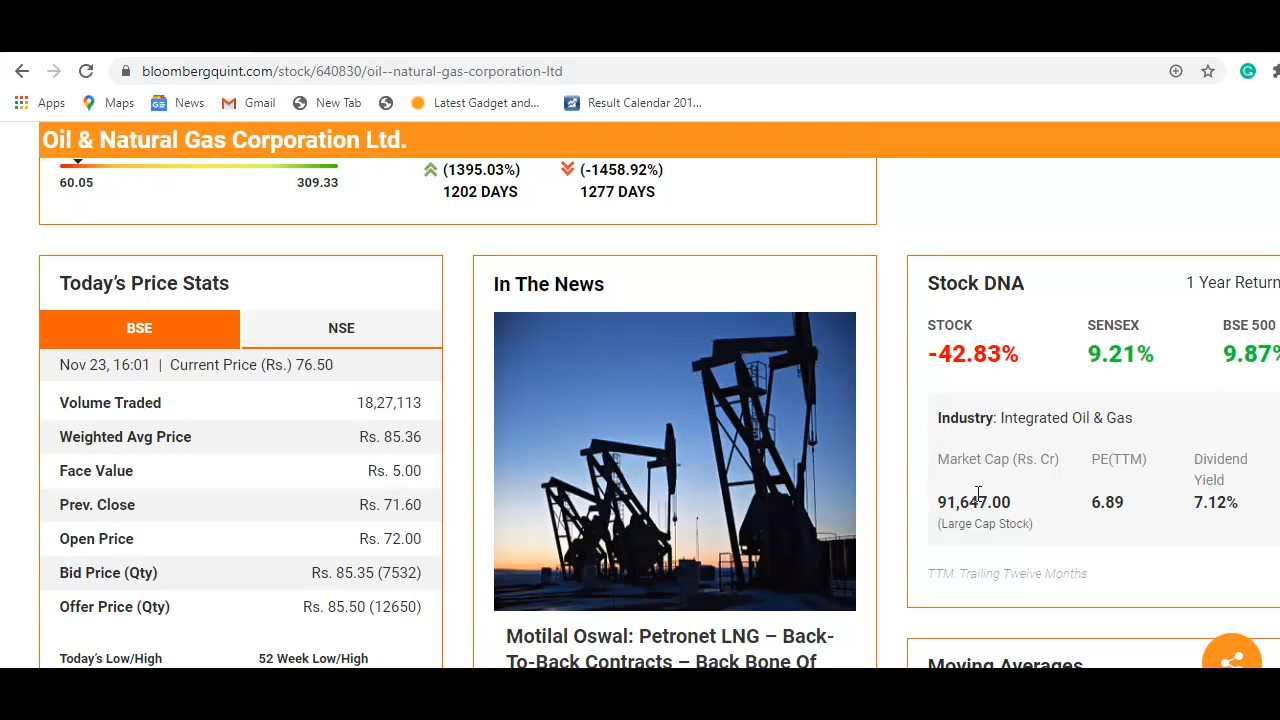 bloombergquint.com/stock/640830/oil--natural-gas-corporation-ltd
Apps Maps News Gmail New Tab Latest Gadget and... Result Calendar 201...
Oil & Natural Gas Corporation Ltd.
60.05 309.33
(1395.03%) (-1458.92%)
1202 DAYS 1277 DAYS
Today's Price Stats
BSE NSE
Nov 23, 16:01 | Current Price (Rs.) 76.50
Volume Traded 18,27,113
Weighted Avg Price Rs. 85.36
Face Value Rs. 5.00
Prev. Close Rs. 71.60
Open Price Rs. 72.00
Bid Price (Qty) Rs. 85.35 (7532)
Offer Price (Qty) Rs. 85.50 (12650)
Today's Low/High 52 Week Low/High
In The News
Motilal Oswal: Petronet LNG – Back-
To-Back Contracts – Back Bone Of
Stock DNA 1 Year Return
STOCK SENSEX BSE 500
-42.83% 9.21% 9.87%
Industry: Integrated Oil & Gas
Market Cap (Rs. Cr) PE(TTM) Dividend
Yield
91,647.00 6.89 7.12%
(Large Cap Stock)
TTM: Trailing Twelve Months
Moving Averages